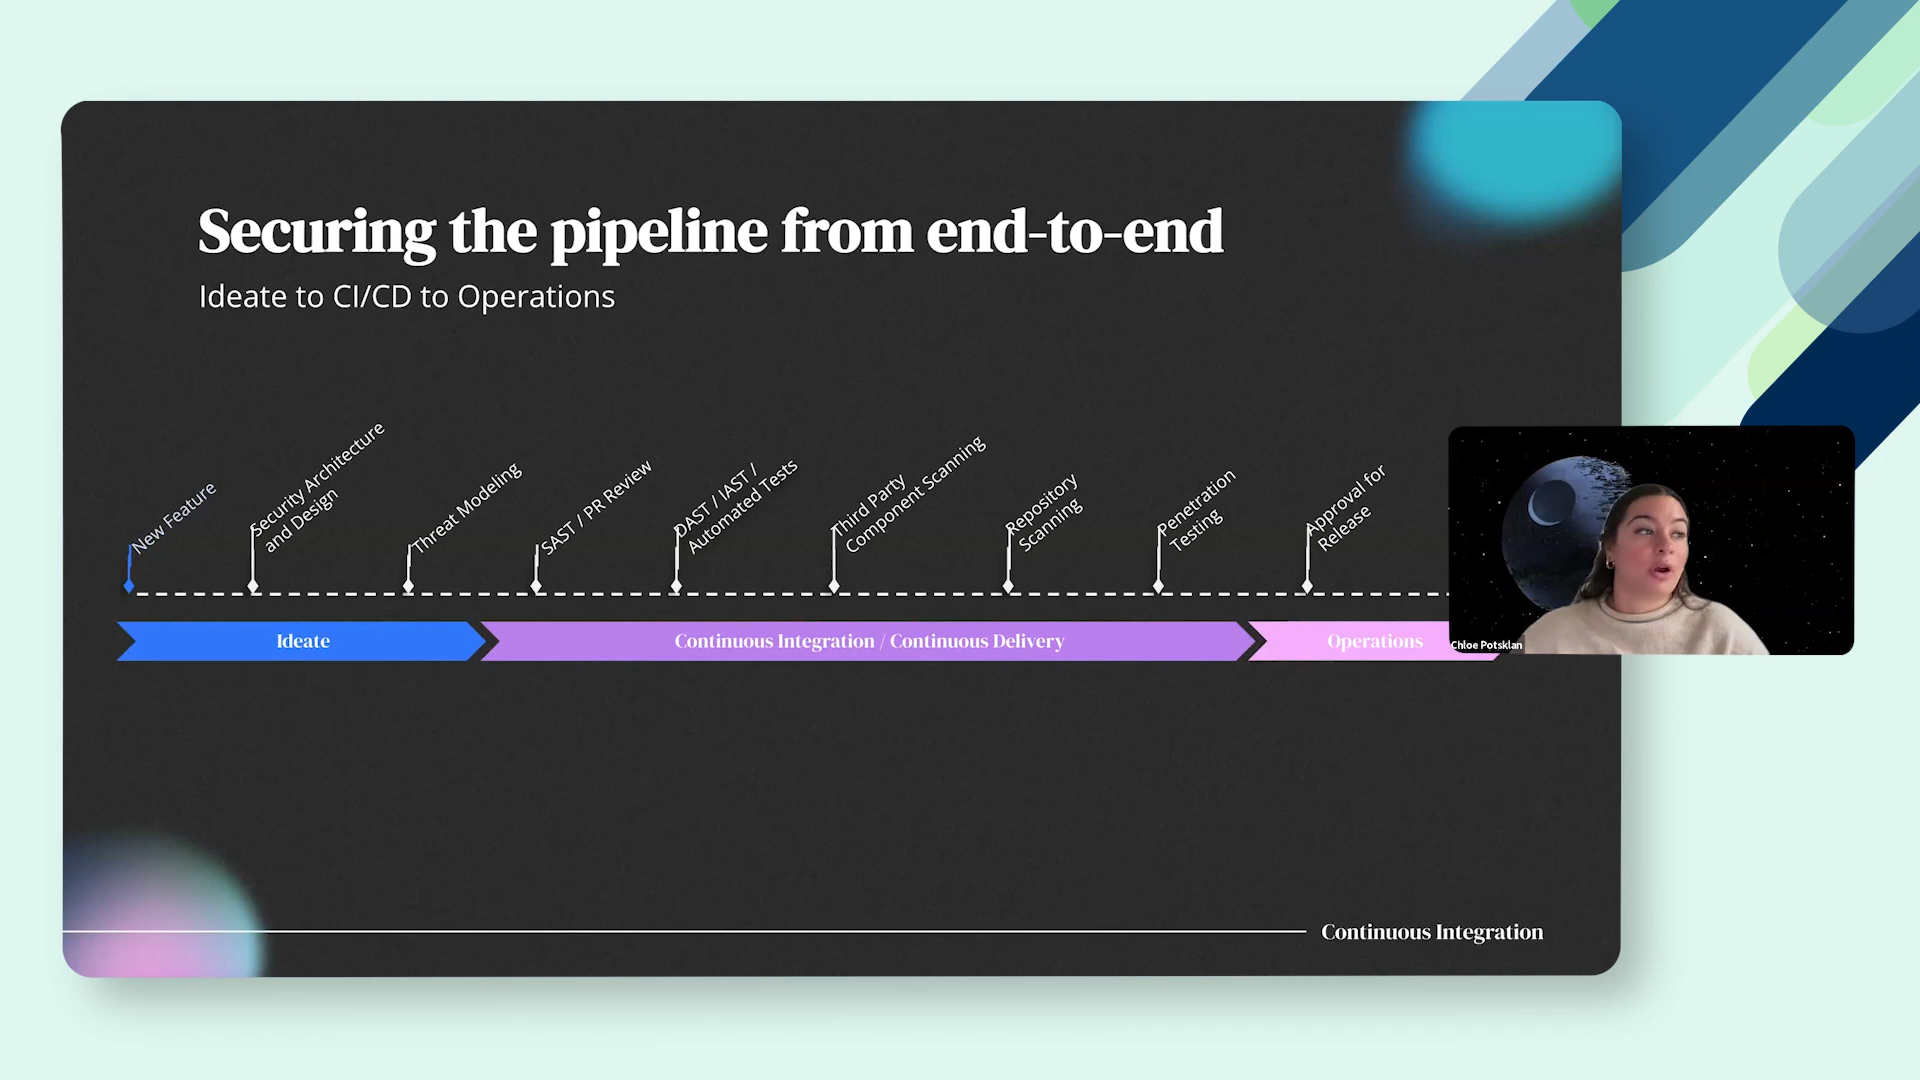 Securing the pipeline from end-to-end
Ideate to CI/CD to Operations
New Feature
Security Architecture
and Design
Threat Modeling
SAST / PR Review
DAST / IAST /
Automated Tests
Third Party
Component Scanning
Repository
Scanning
Penetration
Testing
Approval for
Release
Ideate
Continuous Integration / Continuous Delivery
Operations
Chloe Potsklan
Continuous Integration